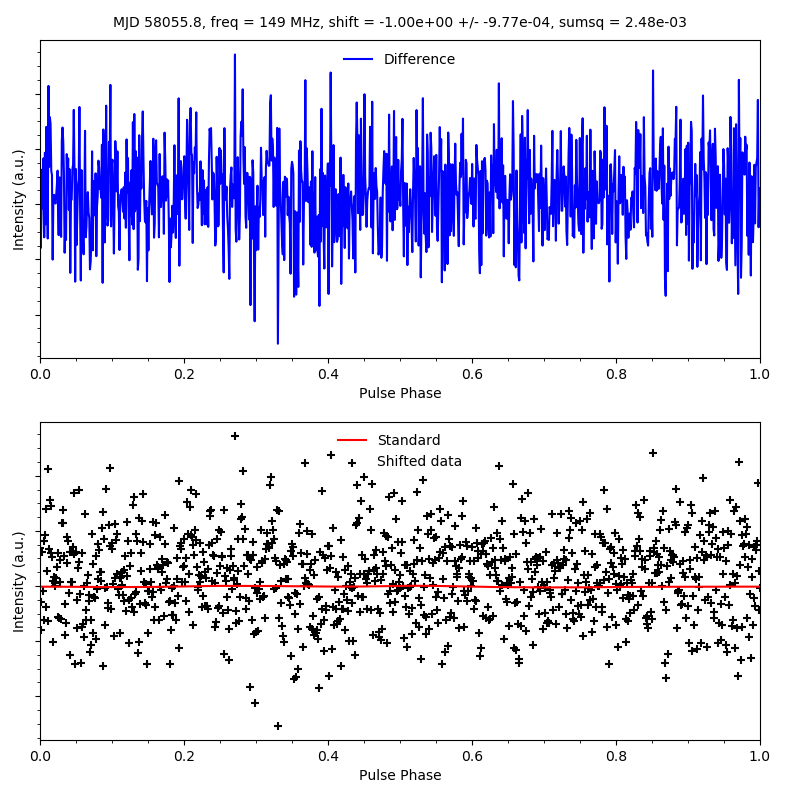 MJD 58055.8, freq = 149 MHz, shift = -1.00e+00 +/- -9.77e-04, sumsq = 2.48e-03
Difference
Intensity (a.u.)
0.0 0.2 0.4 0.6 0.8 1.0
Pulse Phase
Standard
Shifted data
Intensity (a.u.)
0.0 0.2 0.4 0.6 0.8 1.0
Pulse Phase